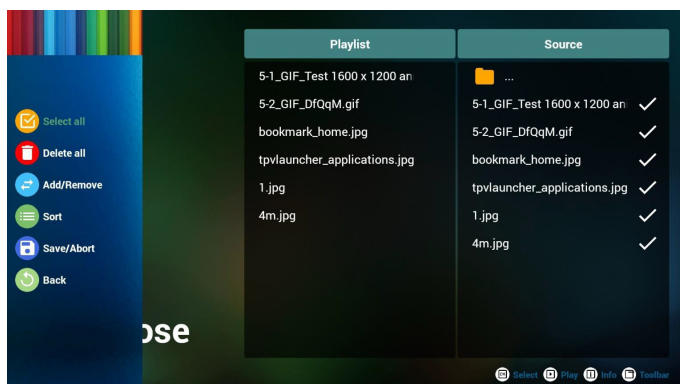 Playlist
Source
5-1_GIF_Test 1600 x 1200 an
...
5-2_GIF_DfQqM.gif
5-1_GIF_Test 1600 x 1200 an
bookmark_home.jpg
5-2_GIF_DfQqM.gif
tpvlauncher_applications.jpg
bookmark_home.jpg
1.jpg
tpvlauncher_applications.jpg
4m.jpg
1.jpg
4m.jpg
Select all
Delete all
Add/Remove
Sort
Save/Abort
Back
ose
OK Select Play Info Toolbar